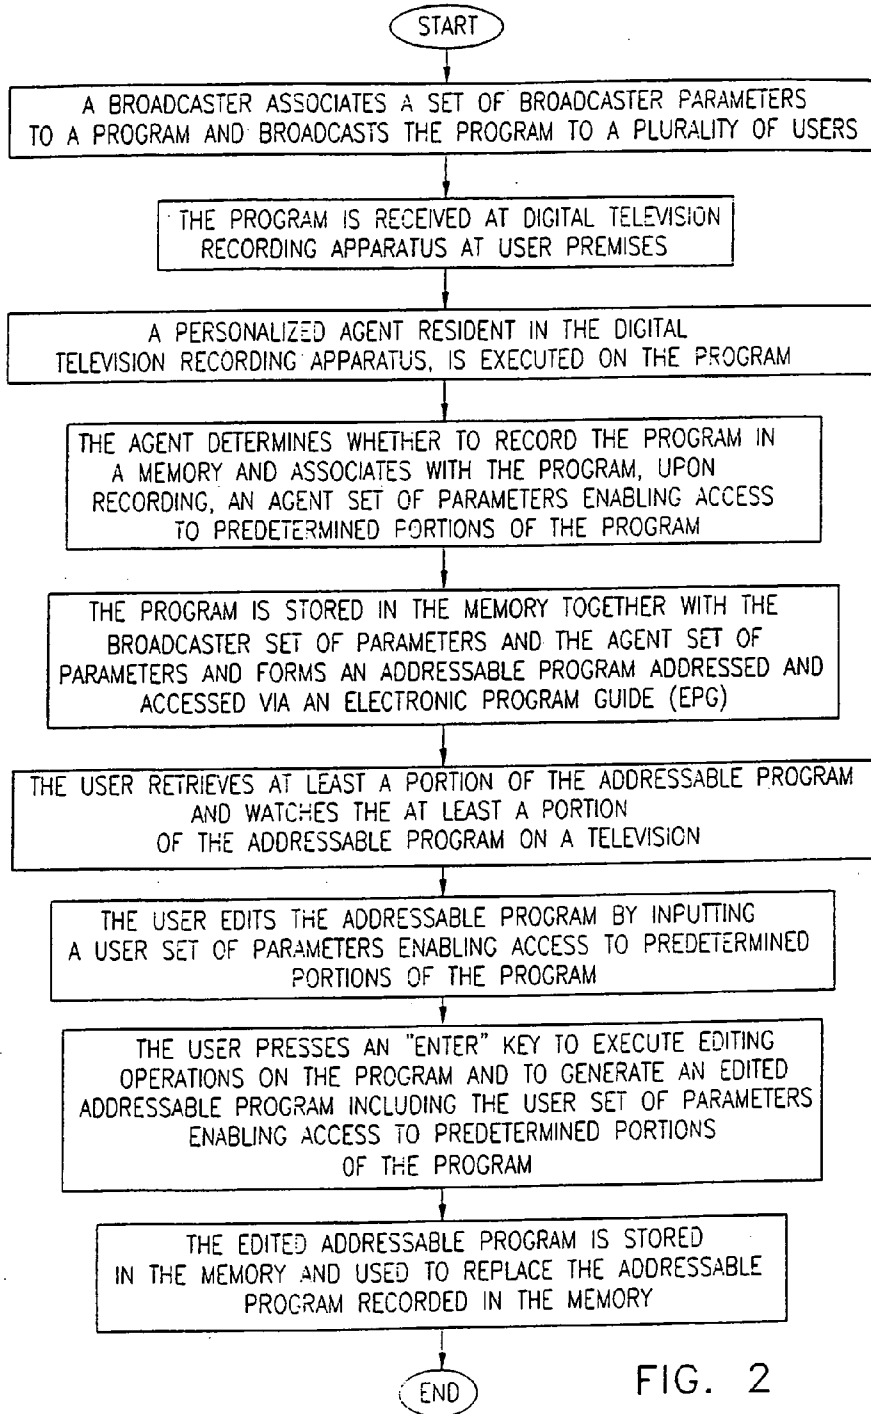 START
A BROADCASTER ASSOCIATES A SET OF BROADCASTER PARAMETERS
TO A PROGRAM AND BROADCASTS THE PROGRAM TO A PLURALITY OF USERS
THE PROGRAM IS RECEIVED AT DIGITAL TELEVISION
RECORDING APPARATUS AT USER PREMISES
A PERSONALIZED AGENT RESIDENT IN THE DIGITAL
TELEVISION RECORDING APPARATUS, IS EXECUTED ON THE PROGRAM
THE AGENT DETERMINES WHETHER TO RECORD THE PROGRAM IN
A MEMORY AND ASSOCIATES WITH THE PROGRAM, UPON
RECORDING, AN AGENT SET OF PARAMETERS ENABLING ACCESS
TO PREDETERMINED PORTIONS OF THE PROGRAM
THE PROGRAM IS STORED IN THE MEMORY TOGETHER WITH THE
BROADCASTER SET OF PARAMETERS AND THE AGENT SET OF
PARAMETERS AND FORMS AN ADDRESSABLE PROGRAM ADDRESSED AND
ACCESSED VIA AN ELECTRONIC PROGRAM GUIDE (EPG)
THE USER RETRIEVES AT LEAST A PORTION OF THE ADDRESSABLE PROGRAM
AND WATCHES THE AT LEAST A PORTION
OF THE ADDRESSABLE PROGRAM ON A TELEVISION
THE USER EDITS THE ADDRESSABLE PROGRAM BY INPUTTING
A USER SET OF PARAMETERS ENABLING ACCESS TO PREDETERMINED
PORTIONS OF THE PROGRAM
THE USER PRESSES AN "ENTER" KEY TO EXECUTE EDITING
OPERATIONS ON THE PROGRAM AND TO GENERATE AN EDITED
ADDRESSABLE PROGRAM INCLUDING THE USER SET OF PARAMETERS
ENABLING ACCESS TO PREDETERMINED PORTIONS
OF THE PROGRAM
THE EDITED ADDRESSABLE PROGRAM IS STORED
IN THE MEMORY AND USED TO REPLACE THE ADDRESSABLE
PROGRAM RECORDED IN THE MEMORY
END
FIG. 2